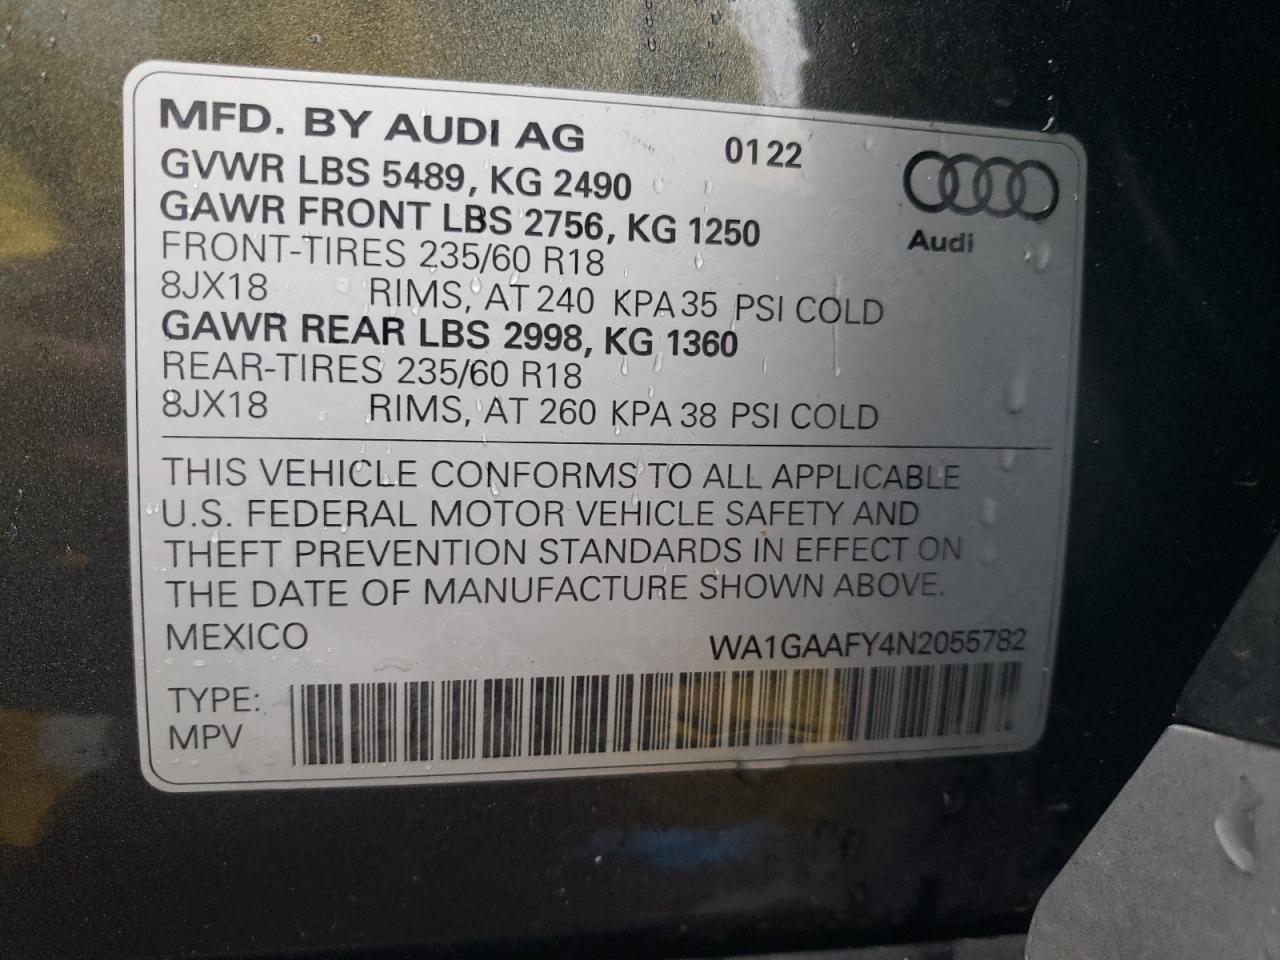 MFD. BY AUDI AG 0122
GVWR LBS 5489, KG 2490
GAWR FRONT LBS 2756, KG 1250
Audi
FRONT-TIRES 235/60 R18
8JX18 RIMS, AT 240 KPA 35 PSI COLD
GAWR REAR LBS 2998, KG 1360
REAR-TIRES 235/60 R18
8JX18 RIMS, AT 260 KPA 38 PSI COLD
THIS VEHICLE CONFORMS TO ALL APPLICABLE
U.S. FEDERAL MOTOR VEHICLE SAFETY AND
THEFT PREVENTION STANDARDS IN EFFECT ON
THE DATE OF MANUFACTURE SHOWN ABOVE.
MEXICO WA1GAAFY4N2055782
TYPE:
MPV